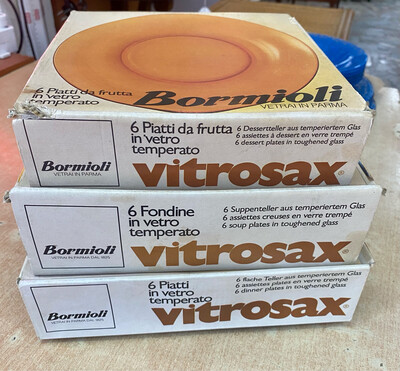 6 Piatti da frutta
in vetro
temperato
Bormioli
VETRAI IN PARMA
Bormioli
VETRAI IN PARMA
6 Piatti da frutta
in vetro
temperato
6 Dessertteller aus temperiertem Glas
6 assiettes à dessert en verre trempé
6 dessert plates in toughened glass
vitrosax
Bormioli
VETRAI IN PARMA DAL 1825
6 Fondine
in vetro
temperato
6 Suppenteller aus temperiertem Glas
6 assiettes creuses en verre trempé
6 soup plates in toughened glass
vitrosax
Bormioli
VETRAI IN PARMA DAL 1825
6 Piatti
in vetro
temperato
6 flache Teller aus temperiertem Glas
6 assiettes plates en verre trempé
6 dinner plates in toughened glass
vitrosax